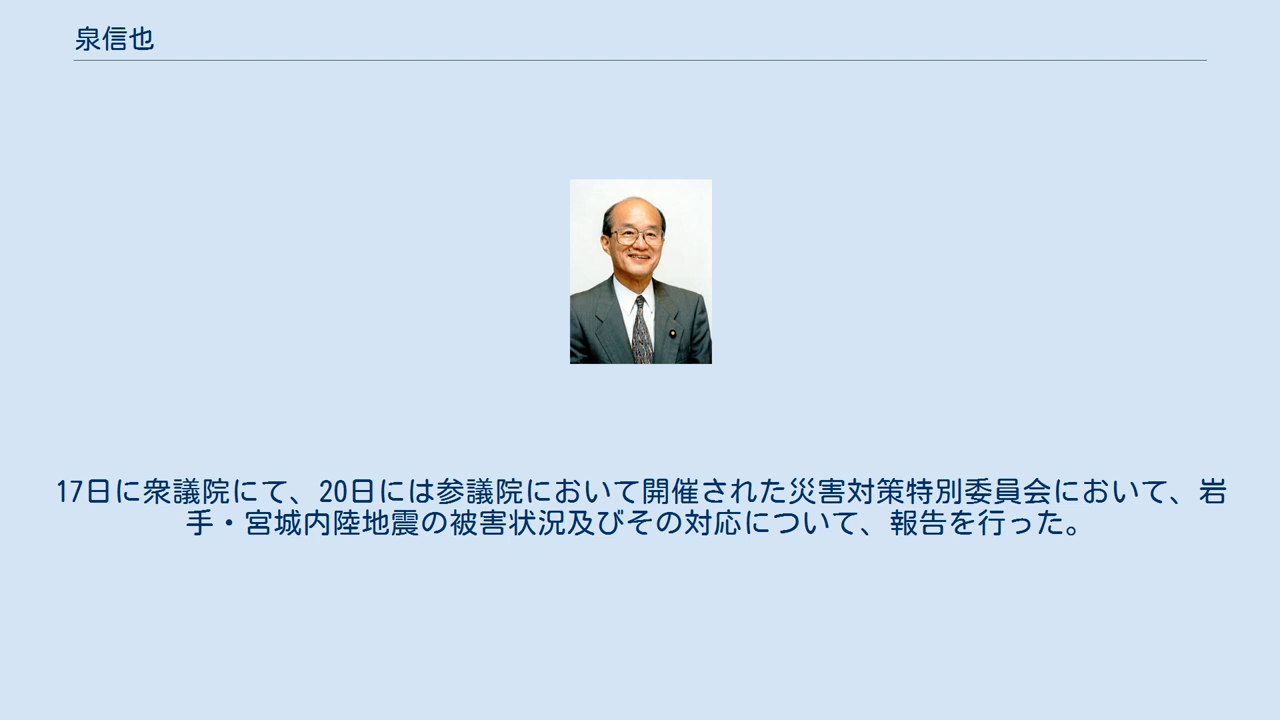 泉信也
17日に衆議院にて、20日には参議院において開催された災害対策特別委員会において、岩
手・宮城内陸地震の被害状況及びその対応について、報告を行った。